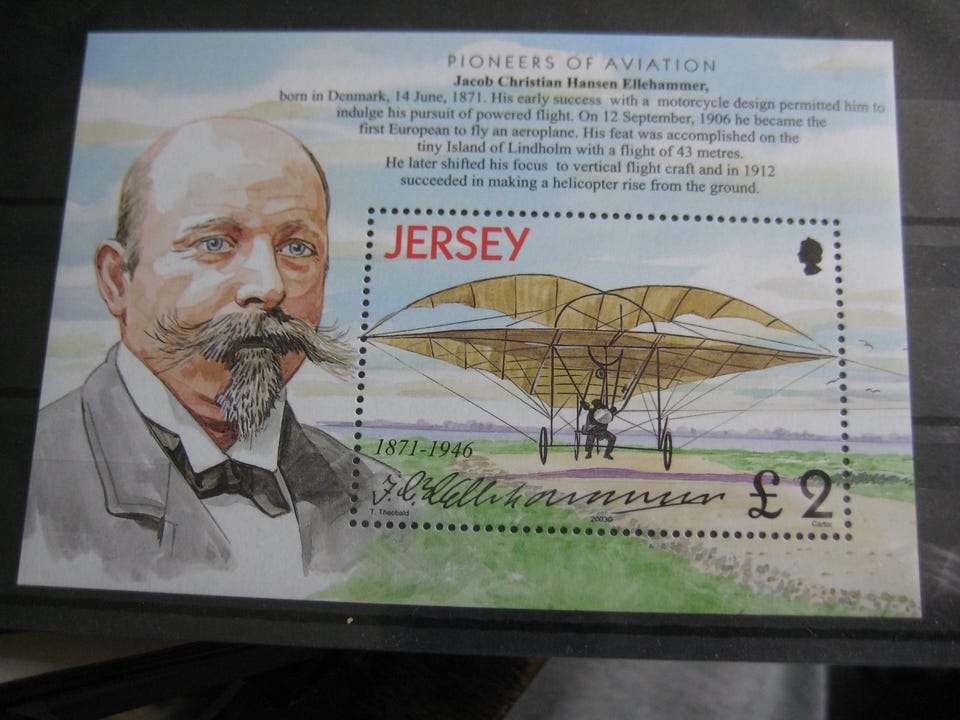 PIONEERS OF AVIATION
Jacob Christian Hansen Ellehammer,
born in Denmark, 14 June, 1871. His early success with a motorcycle design permitted him to
indulge his pursuit of powered flight. On 12 September, 1906 he became the
first European to fly an aeroplane. His feat was accomplished on the
tiny Island of Lindholm with a flight of 43 metres.
He later shifted his focus to vertical flight craft and in 1912
succeeded in making a helicopter rise from the ground.
JERSEY
1871-1946
J.C.Ellehammer
£2
T. Theobald
2003©
Cartor